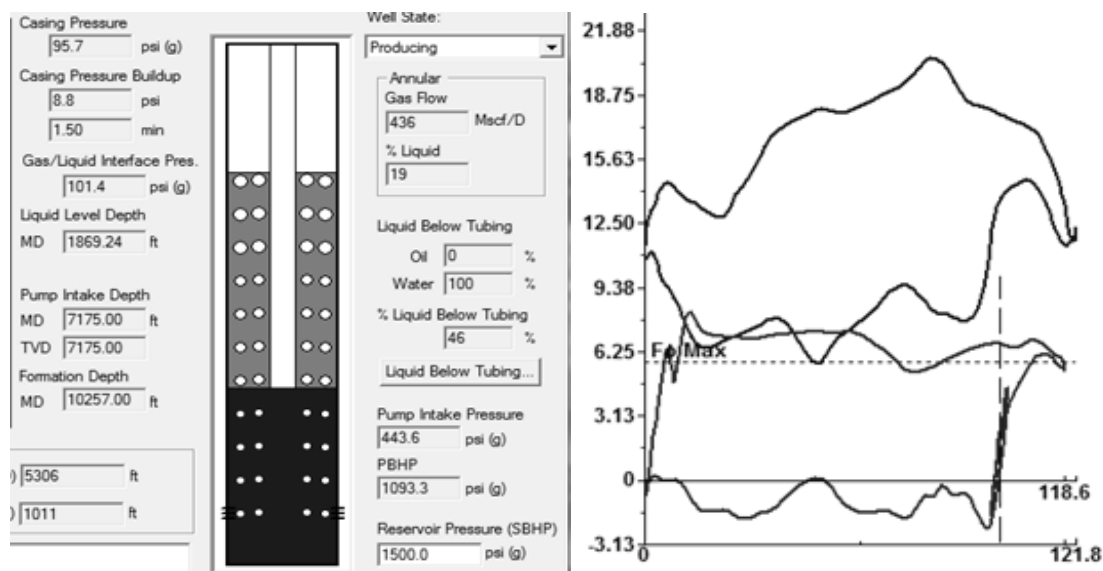 Casing Pressure
95.7 psi (g)
Casing Pressure Buildup
8.8 psi
1.50 min
Gas/Liquid Interface Pres.
101.4 psi (g)
Liquid Level Depth
MD 1869.24 ft
Pump Intake Depth
MD 7175.00 ft
TVD 7175.00
Formation Depth
MD 10257.00 ft
) 5306 ft
) 1011 ft
Well State:
Producing
Annular
Gas Flow
436 Mscf/D
% Liquid
19
Liquid Below Tubing
Oil 0 %
Water 100 %
% Liquid Below Tubing
46 %
Liquid Below Tubing...
Pump Intake Pressure
443.6 psi (g)
PBHP
1093.3 psi (g)
Reservoir Pressure (SBHP)
1500.0 psi (g)
21.88
18.75
15.63
12.50
9.38
6.25
Fo Max
3.13
0
118.6
-3.13
0
121.8